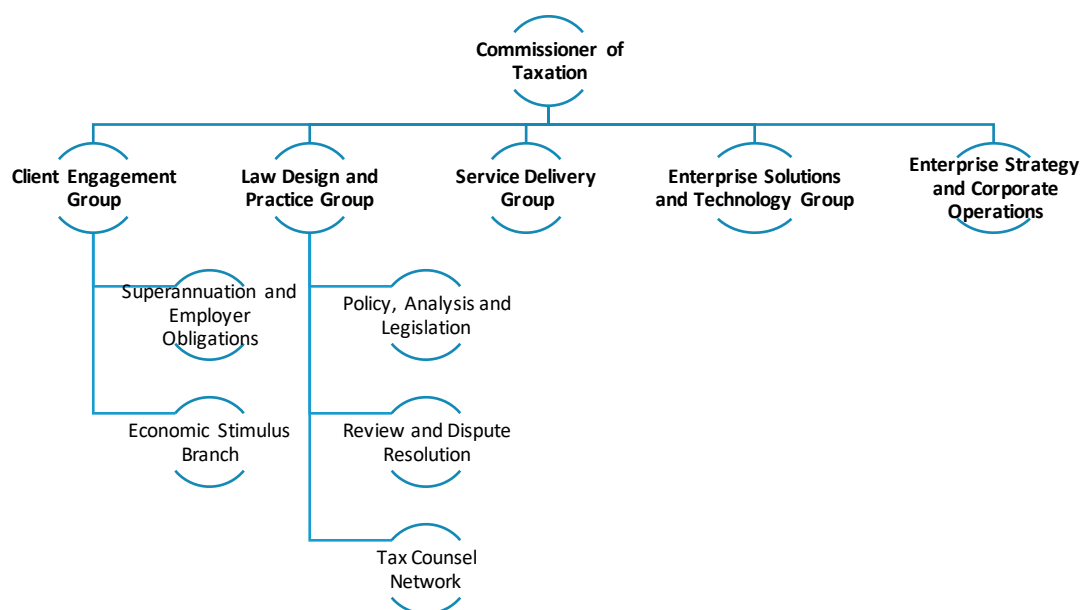 Commissioner of
Taxation
Client Engagement
Group
Law Design and
Practice Group
Service Delivery
Group
Enterprise Solutions
and Technology Group
Enterprise Strategy
and Corporate
Operations
Superannuation and
Employer
Obligations
Policy, Analysis and
Legislation
Economic Stimulus
Branch
Review and Dispute
Resolution
Tax Counsel
Network